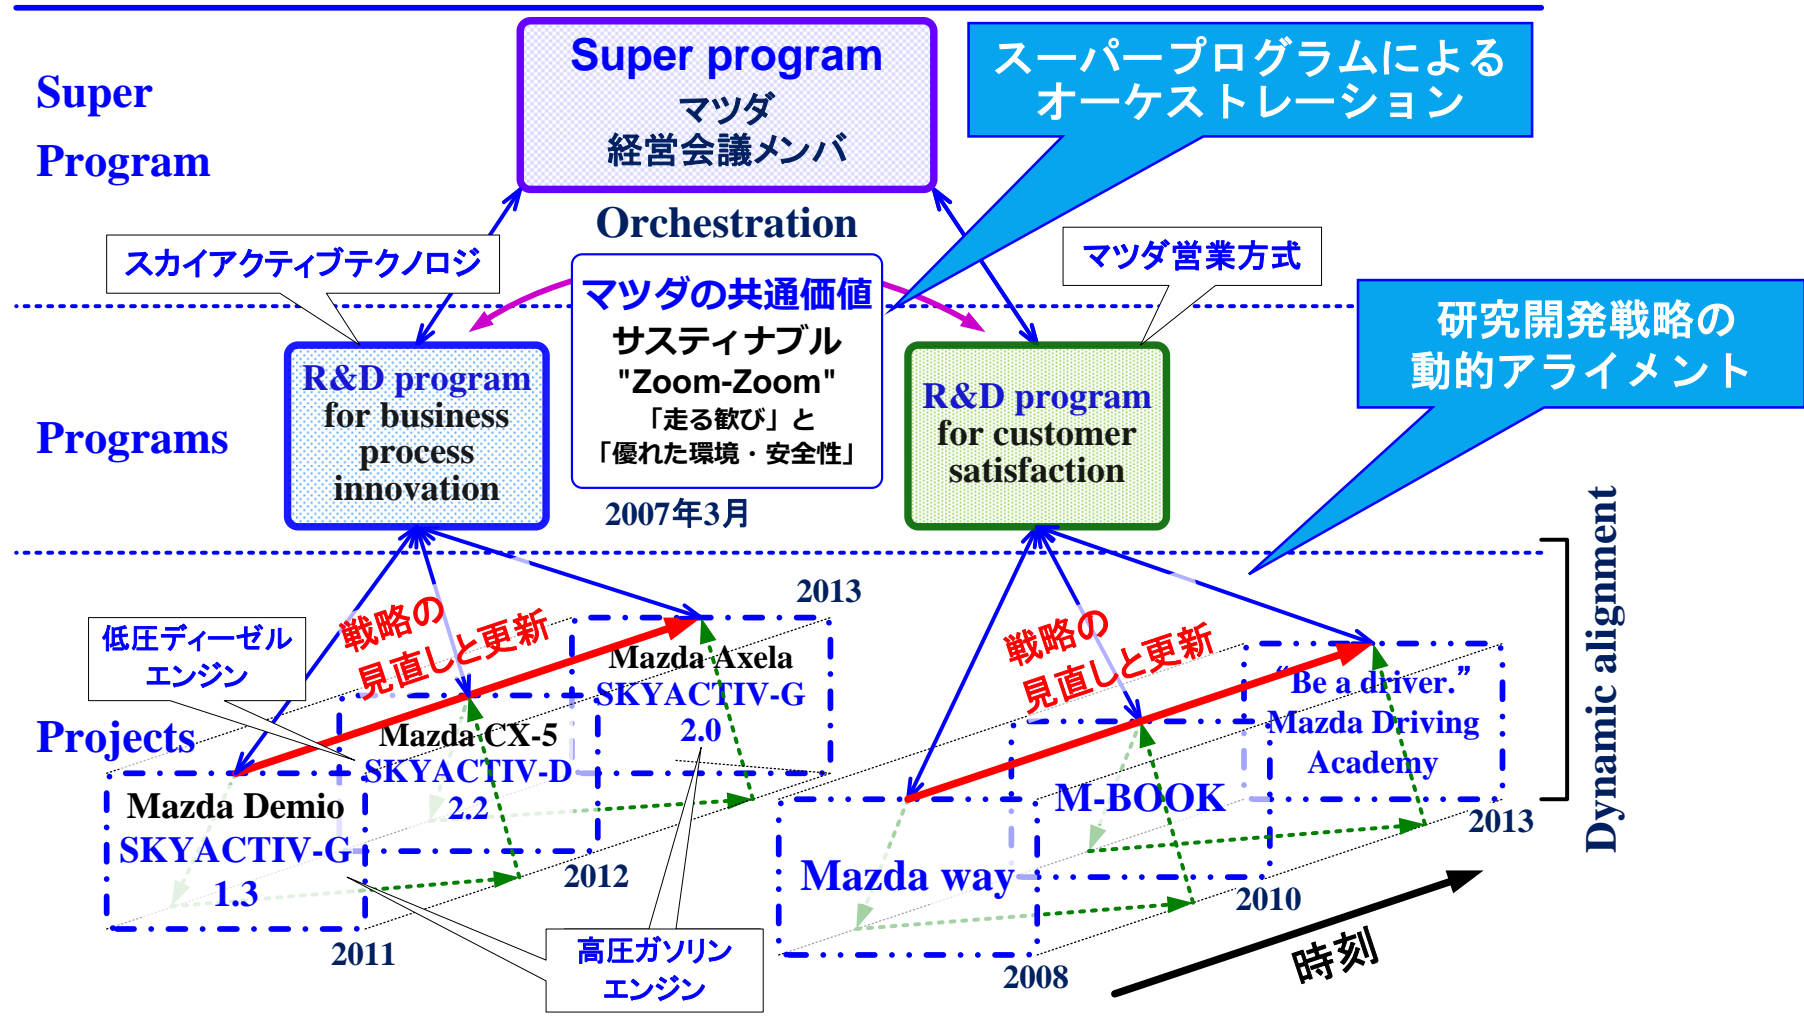 Super
Program
Super program
マツダ
経営会議メンバ
スーパープログラムによる
オーケストレーション
Orchestration
スカイアクティブテクノロジ
マツダ営業方式
マツダの共通価値
サスティナブル
"Zoom-Zoom"
「走る歓び」と
「優れた環境・安全性」
2007年3月
研究開発戦略の
動的アライメント
Programs
R&D program
for business
process
innovation
R&D program
for customer
satisfaction
Dynamic alignment
Projects
低圧ディーゼル
エンジン
戦略の
見直しと更新
2013
Mazda Axela
SKYACTIV-G
2.0
Mazda CX-5
SKYACTIV-D
2.2
2012
Mazda Demio
SKYACTIV-G
1.3
2011
高圧ガソリン
エンジン
戦略の
見直しと更新
“Be a driver.”
Mazda Driving
Academy
2013
M-BOOK
2010
Mazda way
2008
時刻